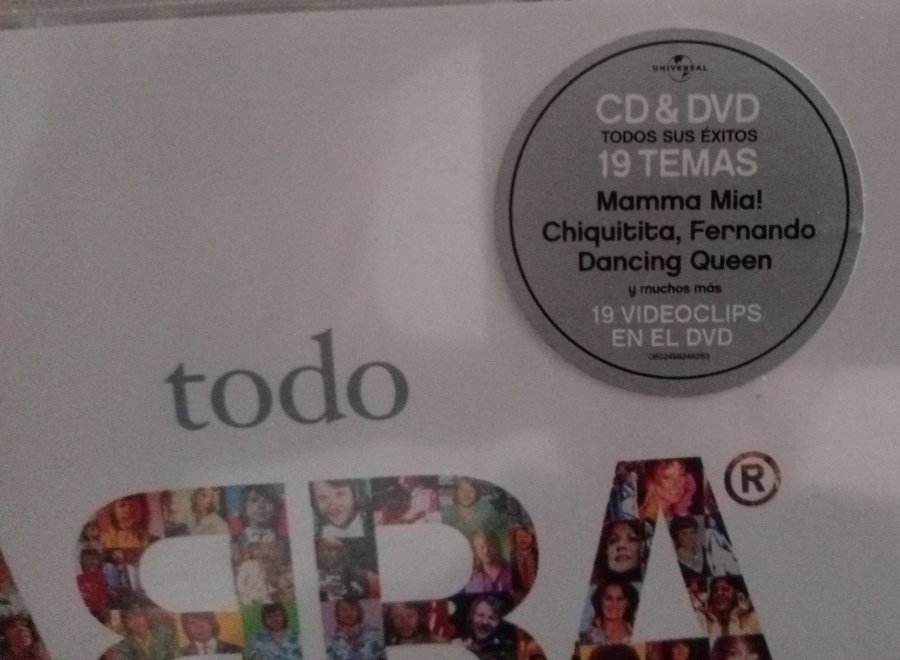 UNIVERSAL
CD & DVD
TODOS SUS ÉXITOS
19 TEMAS
Mamma Mia!
Chiquitita, Fernando
Dancing Queen
y muchos más
19 VIDEOCLIPS
EN EL DVD
todo
ABBA®